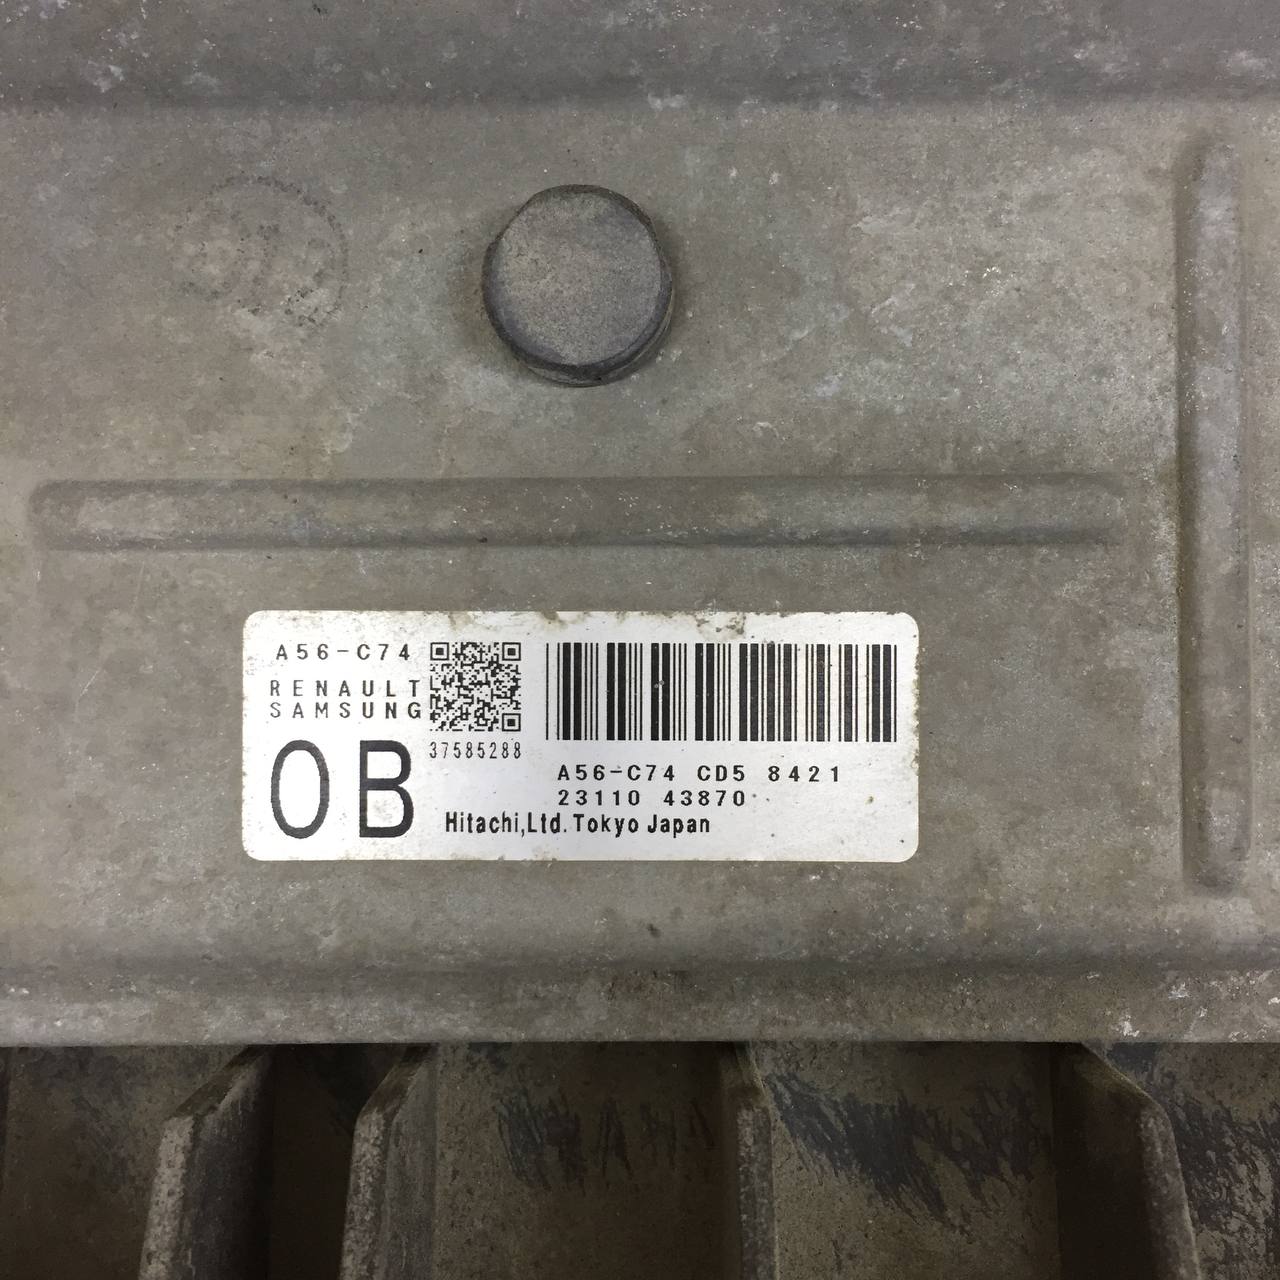 A56-C74
RENAULT
SAMSUNG
37585288
0B
A56-C74 CD5 8421
23110 43870
Hitachi,Ltd. Tokyo Japan